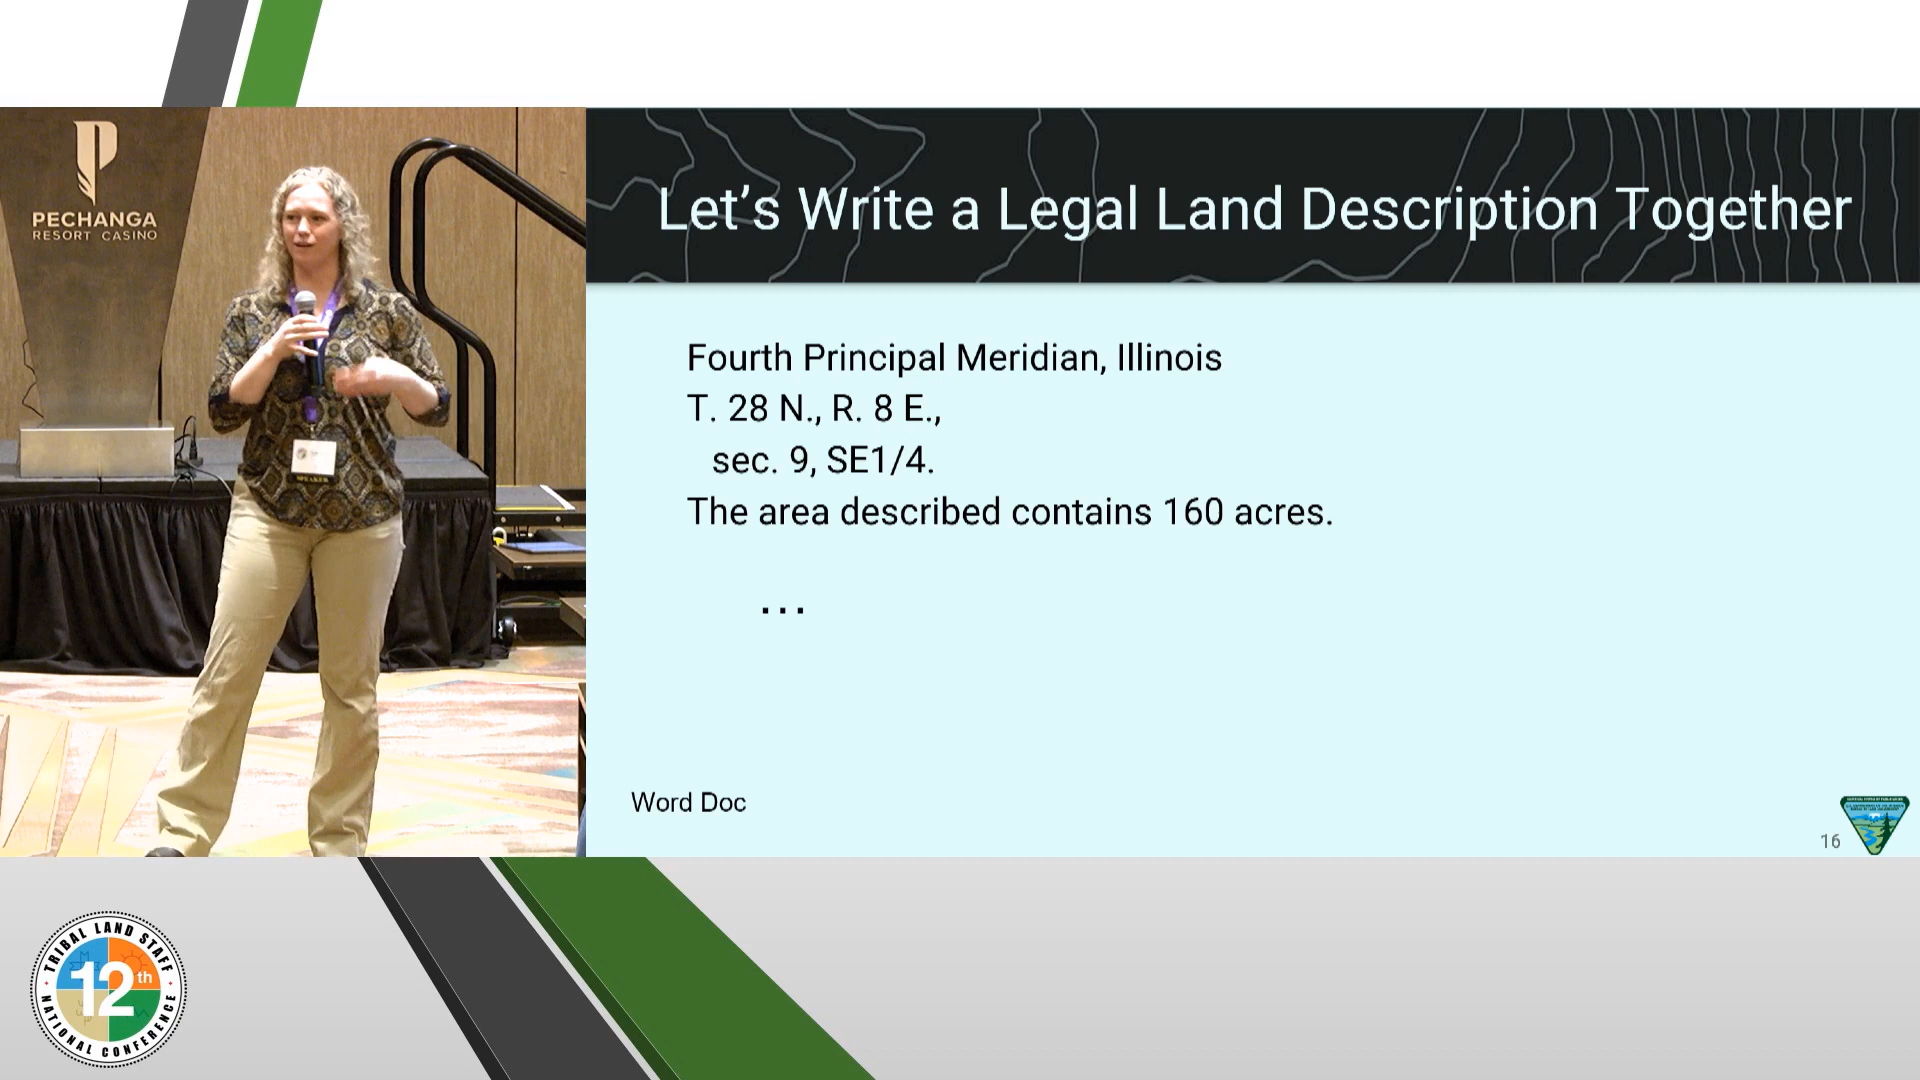 PECHANGA
RESORT CASINO
SPEAKER
Let’s Write a Legal Land Description Together
Fourth Principal Meridian, Illinois
T. 28 N., R. 8 E.,
sec. 9, SE1/4.
The area described contains 160 acres.
...
Word Doc
16
TRIBAL LAND STAFF
12th
NATIONAL CONFERENCE